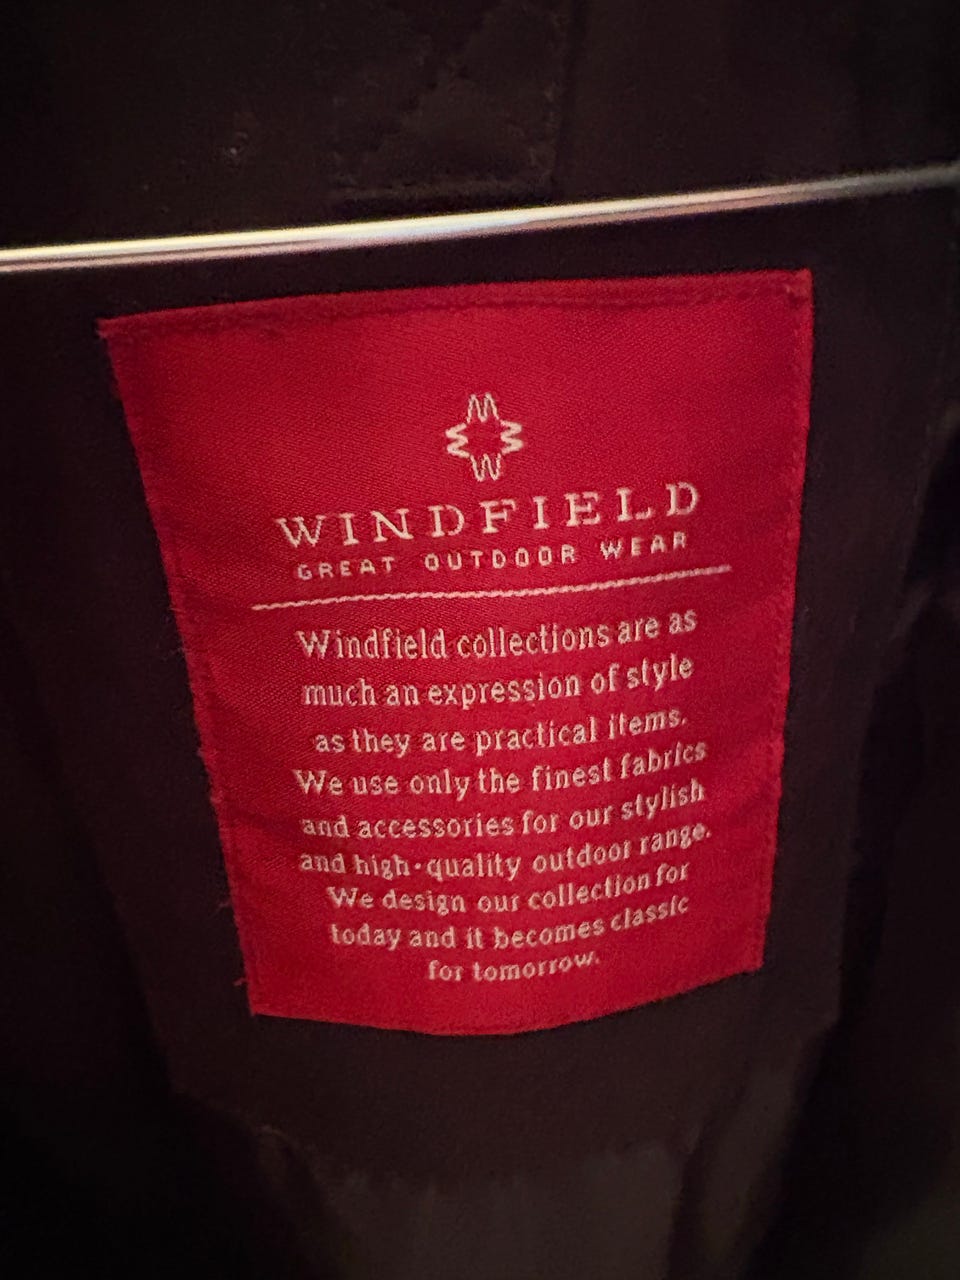 WINDFIELD
GREAT OUTDOOR WEAR
Windfield collections are as
much an expression of style
as they are practical items.
We use only the finest fabrics
and accessories for our stylish
and high-quality outdoor range.
We design our collection for
today and it becomes classic
for tomorrow.